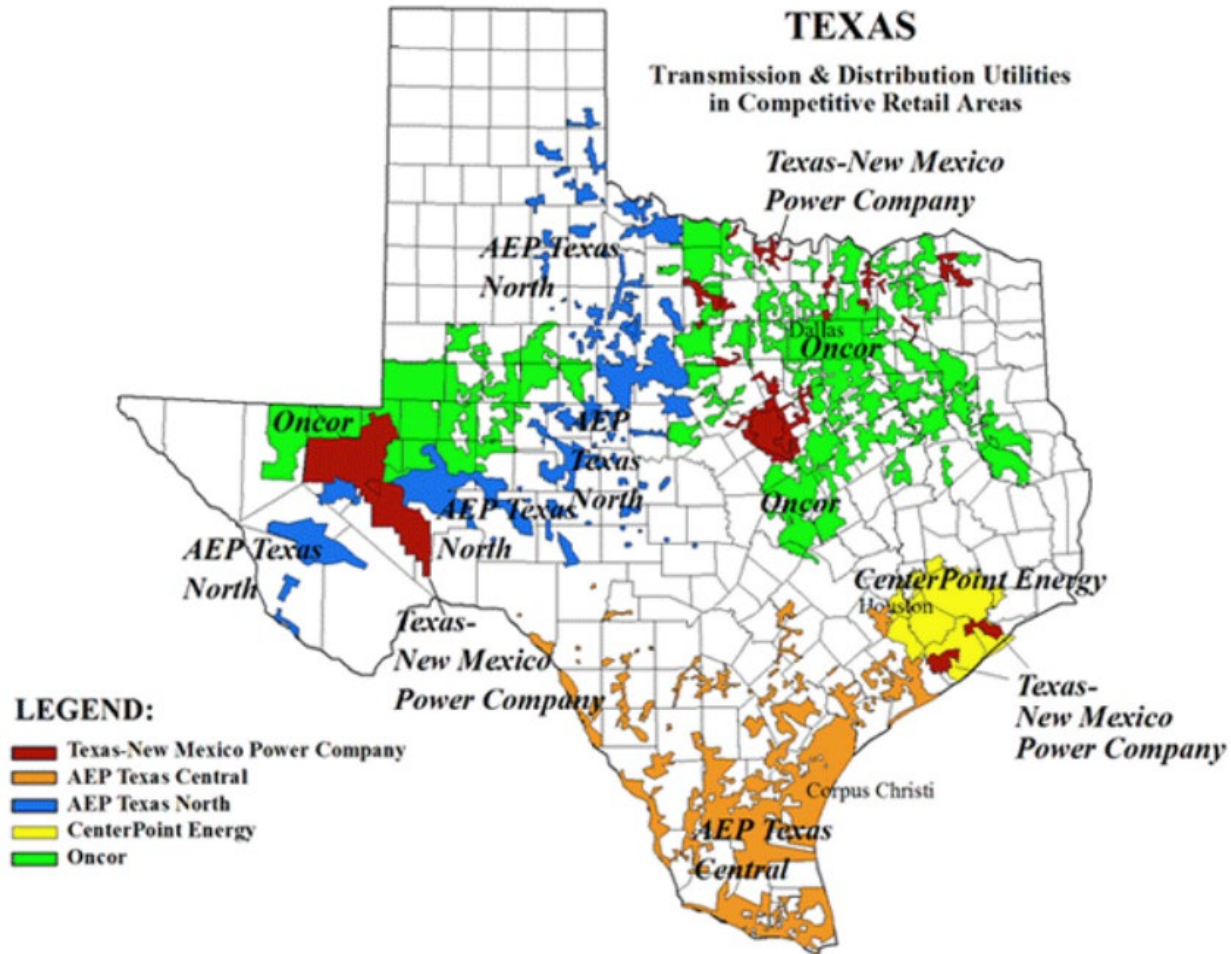 TEXAS
Transmission & Distribution Utilities
in Competitive Retail Areas
Texas-New Mexico
Power Company
AEP Texas
North
Dallas
Oncor
Oncor
AEP
Texas
North
Oncor
AEP Texas
North
AEP Texas
North
CenterPoint Energy
Houston
Texas-
New Mexico
Power Company
Texas-
New Mexico
Power Company
Corpus Christi
AEP Texas
Central
LEGEND:
Texas-New Mexico Power Company
AEP Texas Central
AEP Texas North
CenterPoint Energy
Oncor